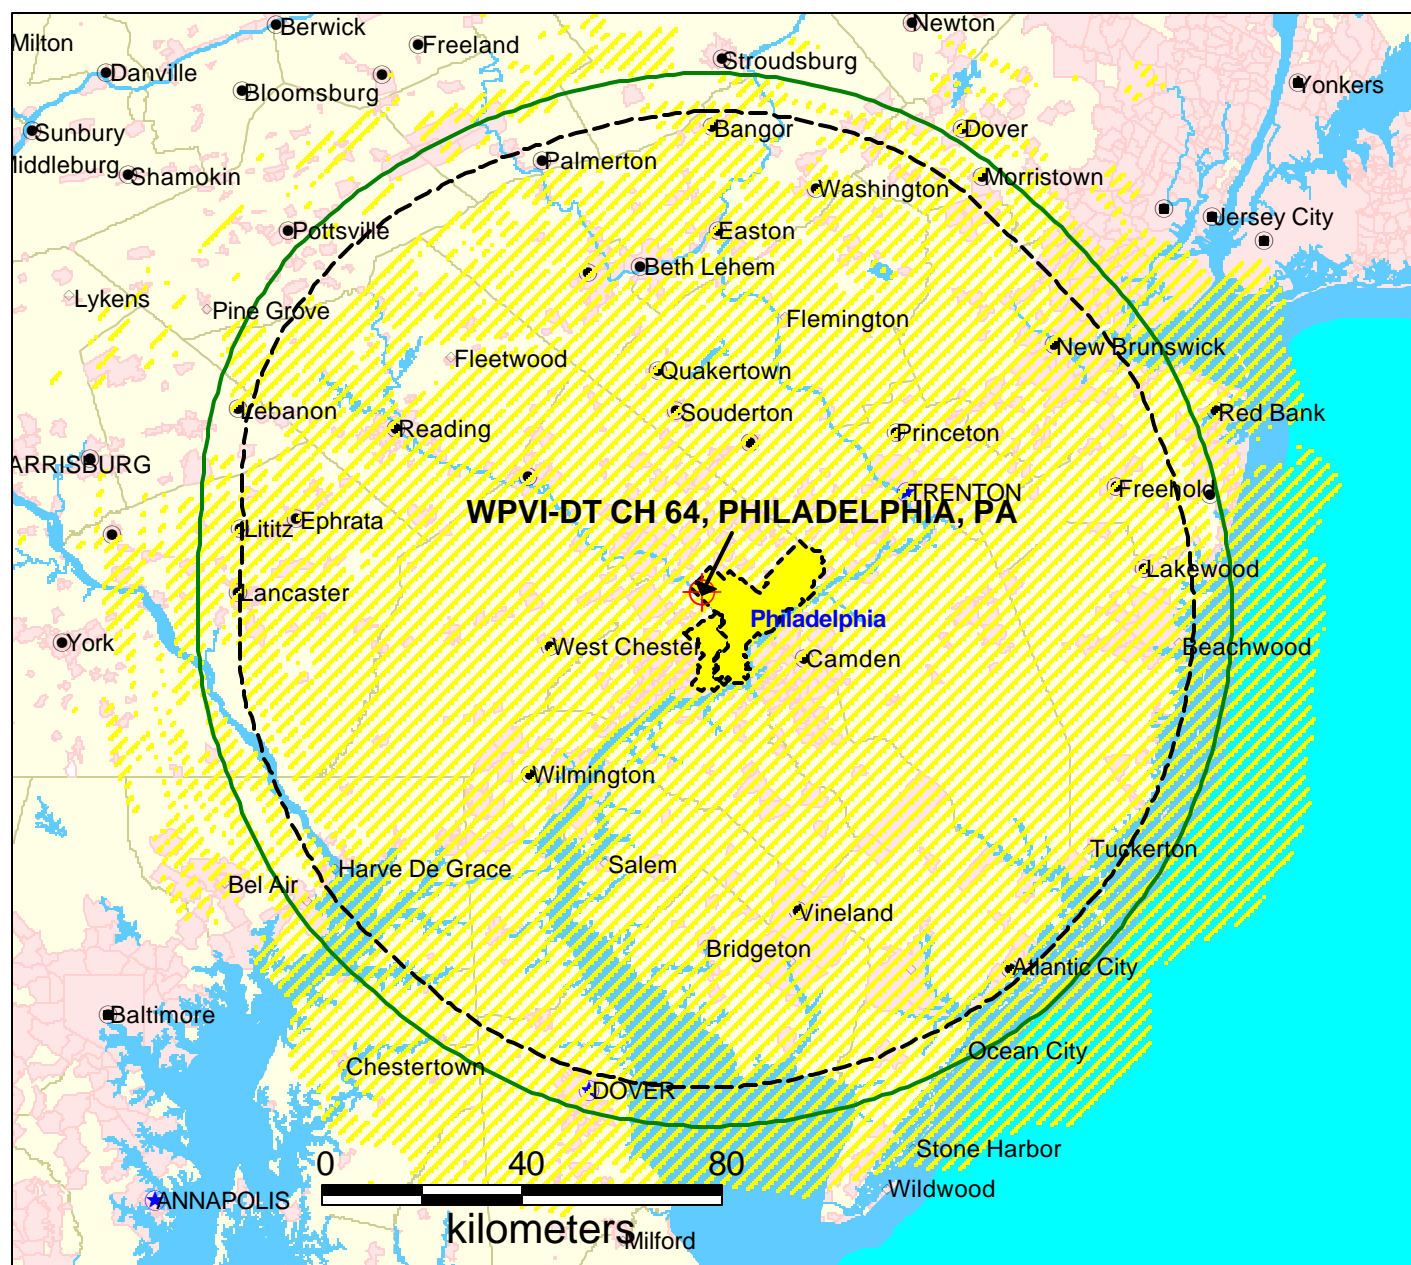 Berwick
Newton
Milton
Freeland
Stroudsburg
Danville
Bloomsburg
Yonkers
Sunbury
Bangor
Dover
Middleburg
Palmerton
Shamokin
Washington
Morristown
Pottsville
Easton
Jersey City
Beth Lehem
Lykens
Pine Grove
Flemington
Fleetwood
New Brunswick
Quakertown
Lebanon
Souderton
Red Bank
Reading
Princeton
ARRISBURG
TRENTON
Freehold
WPVI-DT CH 64, PHILADELPHIA, PA
Ephrata
Lititz
Lakewood
Lancaster
Philadelphia
York
West Chester
Camden
Beachwood
Wilmington
Tuckerton
Harve De Grace
Salem
Bel Air
Vineland
Bridgeton
Atlantic City
Baltimore
Ocean City
Chestertown
DOVER
Stone Harbor
0 40 80
Wildwood
ANNAPOLIS
kilometers
Milford